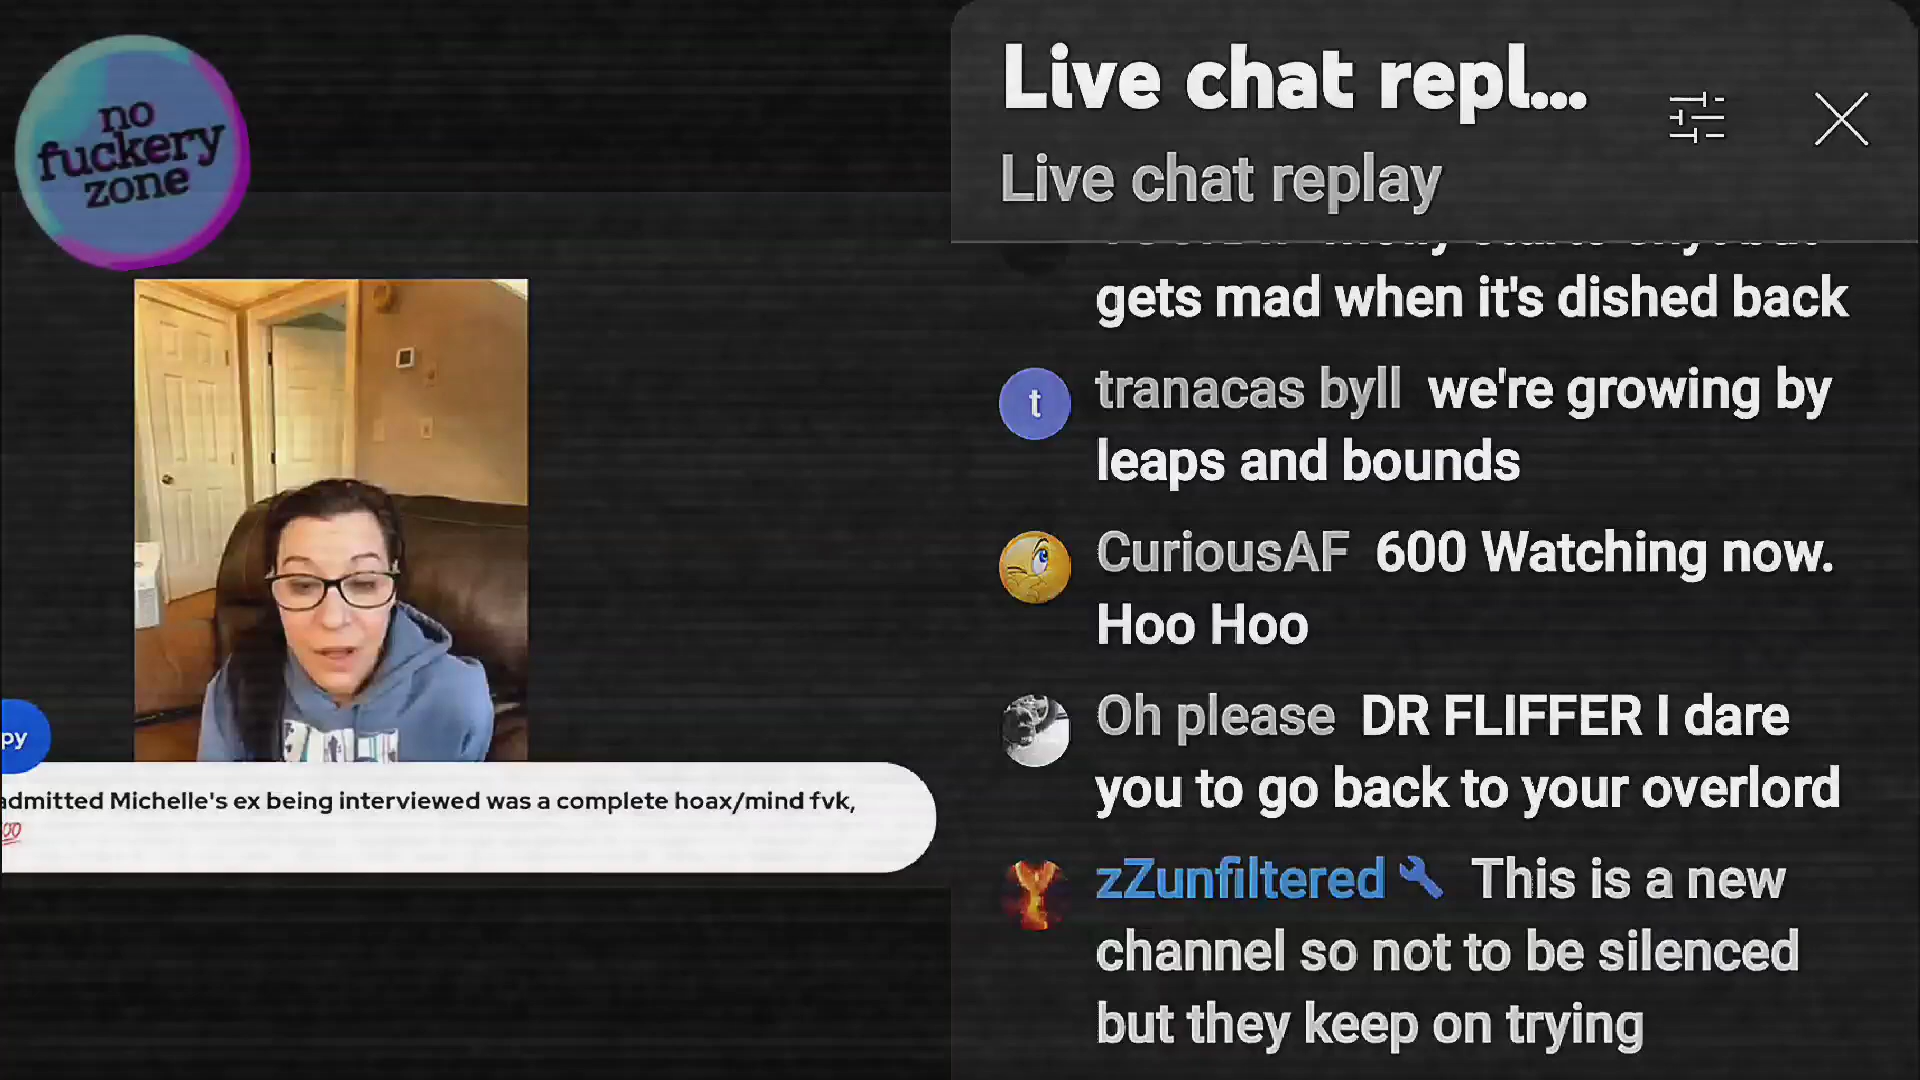 no
fuckery
zone
py
admitted Michelle's ex being interviewed was a complete hoax/mind fvk,
💯
Live chat repl...
Live chat replay
gets mad when it's dished back
t
tranacas byll we're growing by
leaps and bounds
CuriousAF 600 Watching now.
Hoo Hoo
Oh please DR FLIFFER I dare
you to go back to your overlord
zZunfiltered This is a new
channel so not to be silenced
but they keep on trying